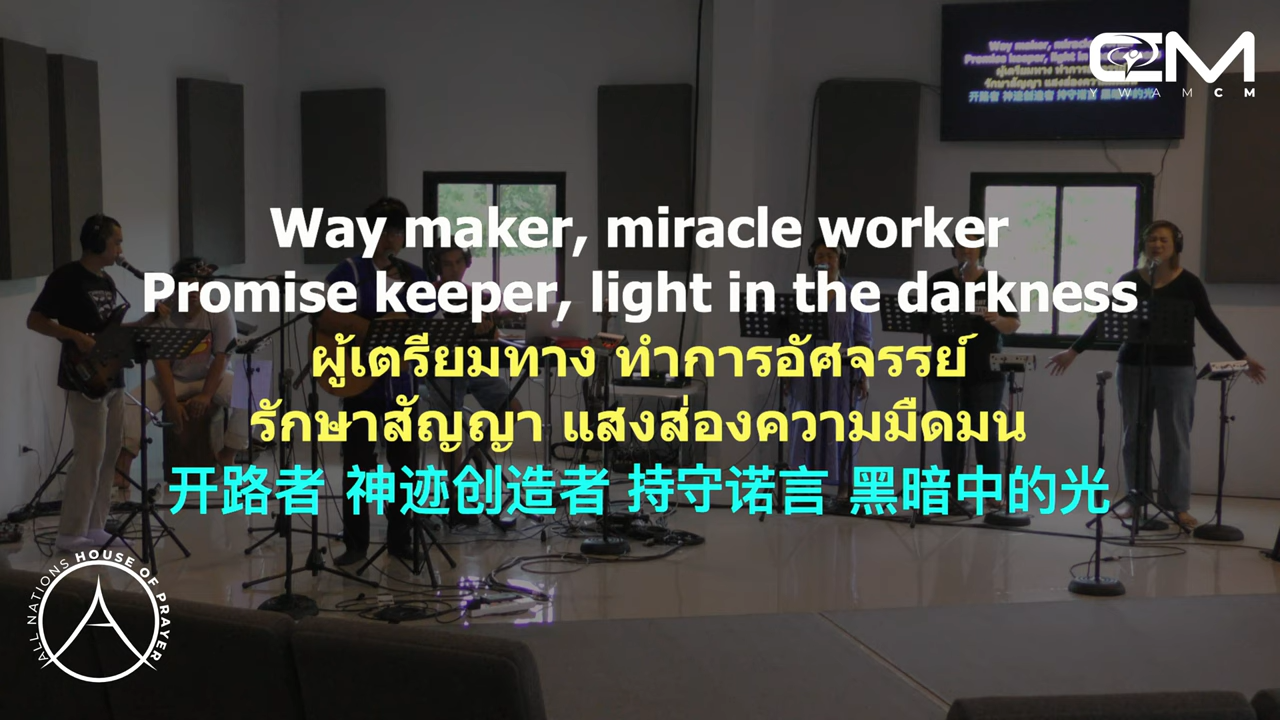 CM
YWAMCM
Way maker, miracle worker
Promise keeper, light in the darkness
ผู้เตรียมทาง ทำการอัศจรรย์
รักษาสัญญา แสงส่องความมืดมน
开路者 神迹创造者 持守诺言 黑暗中的光
ALL NATIONS HOUSE OF PRAYER